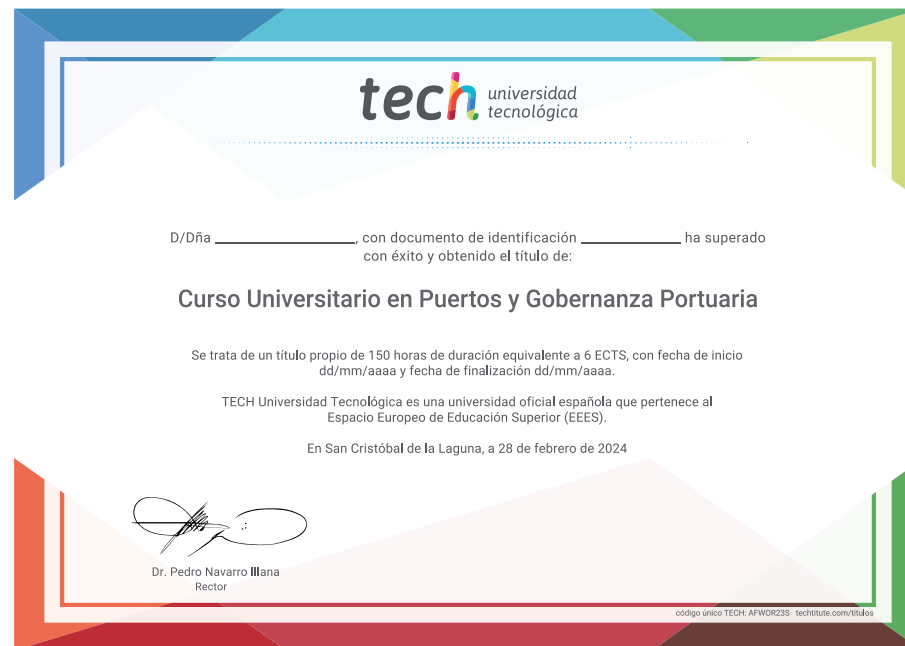 tech universidad
tecnológica
D/Dña ______________, con documento de identificación __________ ha superado
con éxito y obtenido el título de:
Curso Universitario en Puertos y Gobernanza Portuaria
Se trata de un título propio de 150 horas de duración equivalente a 6 ECTS, con fecha de inicio
dd/mm/aaaa y fecha de finalización dd/mm/aaaa.
TECH Universidad Tecnológica es una universidad oficial española que pertenece al
Espacio Europeo de Educación Superior (EEES).
En San Cristóbal de la Laguna, a 28 de febrero de 2024
Dr. Pedro Navarro Illana
Rector
código único TECH: AFWOR23S techtitute.com/titulos